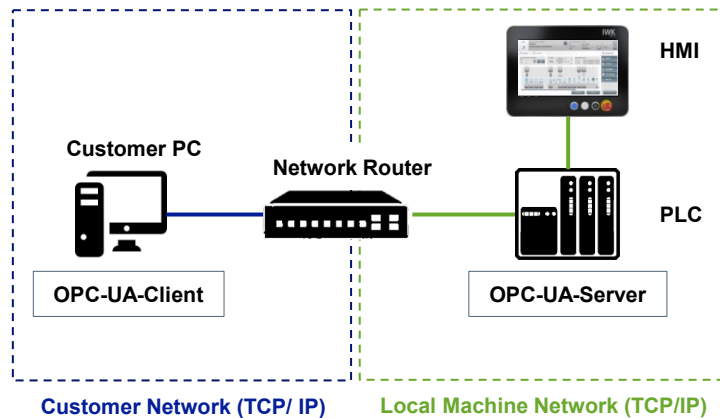 IWK
HMI
Customer PC
Network Router
PLC
OPC-UA-Client
OPC-UA-Server
Customer Network (TCP/ IP)
Local Machine Network (TCP/IP)